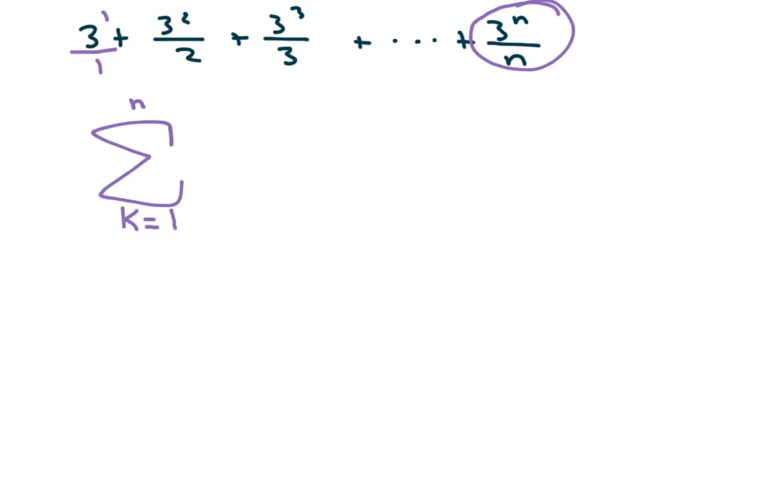 3^1/1 + 3^2/2 + 3^3/3 + ... + 3^n/n
n
∑
K=1